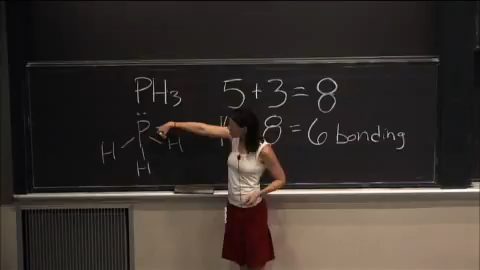 PH₃ 5 + 3 = 8
8 = 6 bonding
P
H H
H